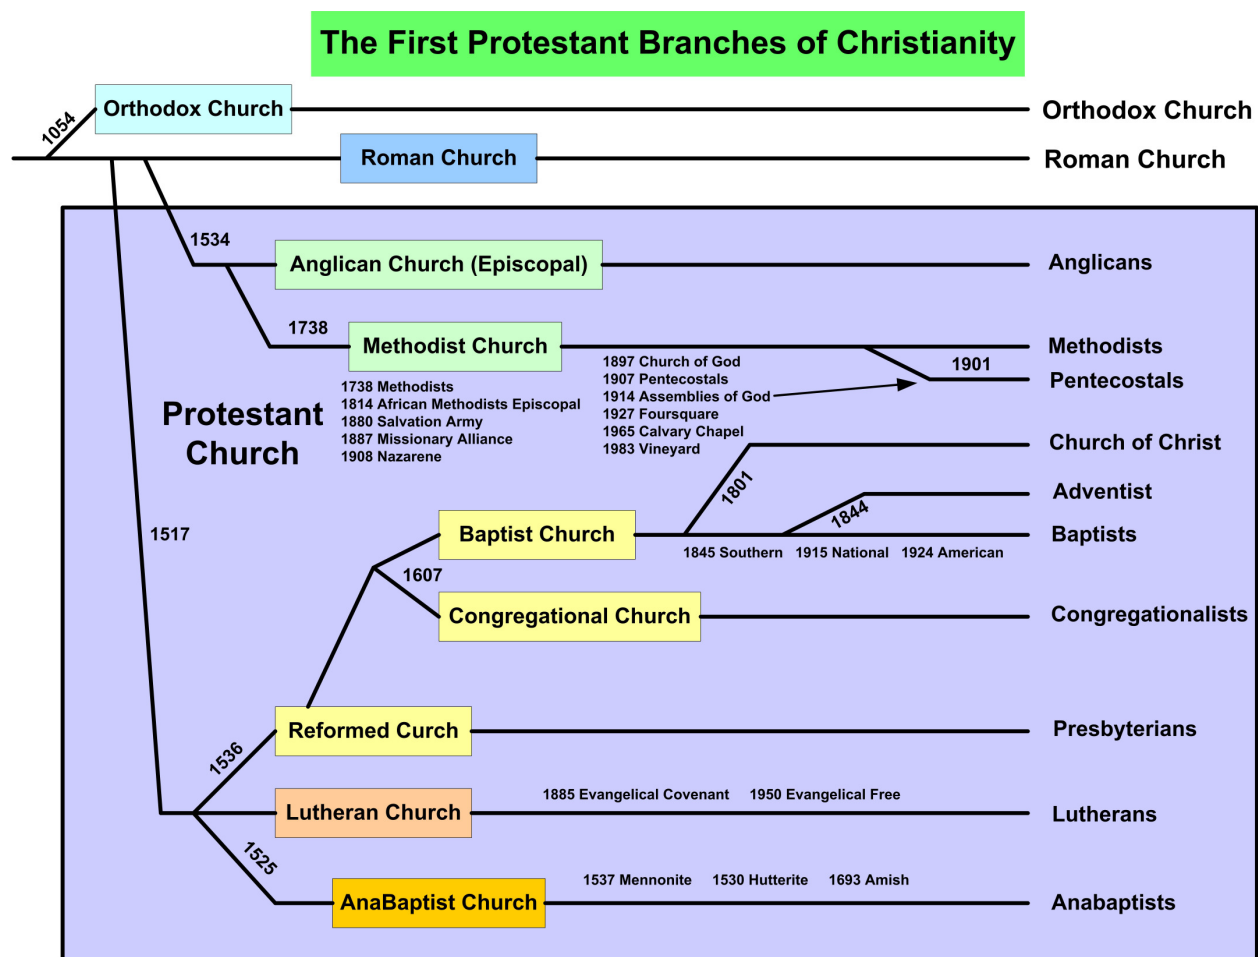 The First Protestant Branches of Christianity
1054
Orthodox Church
Orthodox Church
Roman Church
Roman Church
1534
Anglican Church (Episcopal)
Anglicans
1738
Methodist Church
Methodists
1901
Pentecostals
1738 Methodists
1814 African Methodists Episcopal
1880 Salvation Army
1887 Missionary Alliance
1908 Nazarene
1897 Church of God
1907 Pentecostals
1914 Assemblies of God
1927 Foursquare
1965 Calvary Chapel
1983 Vineyard
Protestant
Church
Church of Christ
1801
Adventist
1844
1517
Baptist Church
Baptists
1845 Southern 1915 National 1924 American
1607
Congregational Church
Congregationalists
1536
Reformed Curch
Presbyterians
1885 Evangelical Covenant 1950 Evangelical Free
Lutheran Church
Lutherans
1525
1537 Mennonite 1530 Hutterite 1693 Amish
AnaBaptist Church
Anabaptists